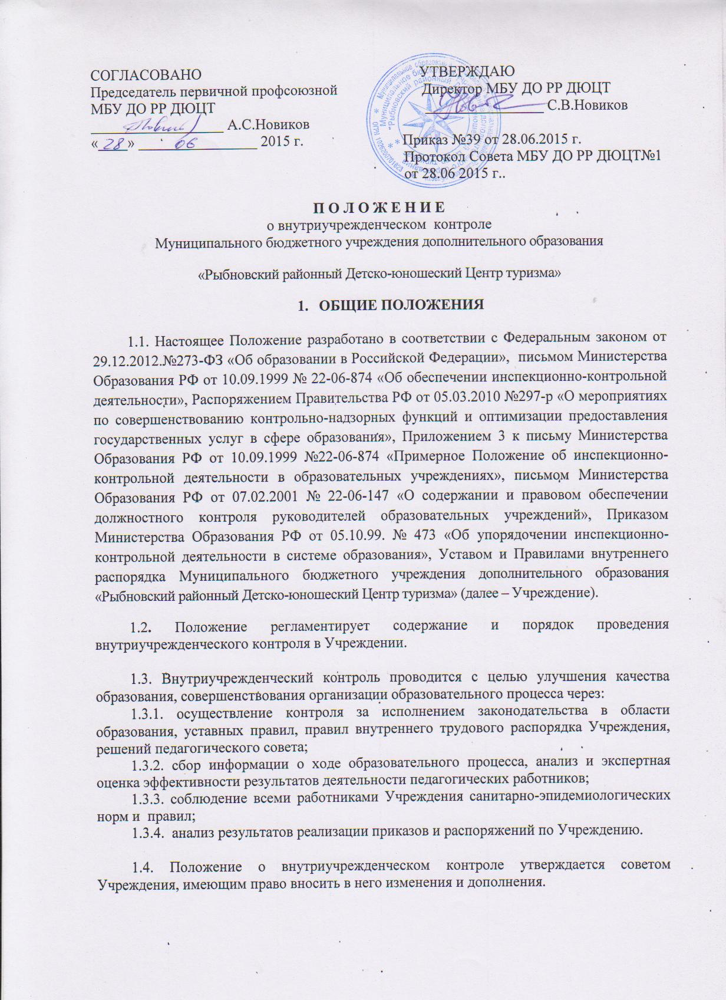 СОГЛАСОВАНО
Председатель первичной профсоюзной
МБУ ДО РР ДЮЦТ
А.С.Новиков
«28» 06 2015 г.
УТВЕРЖДАЮ
Директор МБУ ДО РР ДЮЦТ
С.В.Новиков
Приказ №39 от 28.06.2015 г.
Протокол Совета МБУ ДО РР ДЮЦТ№1
от 28.06 2015 г..
П О Л О Ж Е Н И Е
о внутриучрежденческом контроле
Муниципального бюджетного учреждения дополнительного образования
«Рыбновский районный Детско-юношеский Центр туризма»
1. ОБЩИЕ ПОЛОЖЕНИЯ
1.1. Настоящее Положение разработано в соответствии с Федеральным законом от
29.12.2012.№273-ФЗ «Об образовании в Российской Федерации», письмом Министерства
Образования РФ от 10.09.1999 № 22-06-874 «Об обеспечении инспекционно-контрольной
деятельности», Распоряжением Правительства РФ от 05.03.2010 №297-р «О мероприятиях
по совершенствованию контрольно-надзорных функций и оптимизации предоставления
государственных услуг в сфере образования», Приложением 3 к письму Министерства
Образования РФ от 10.09.1999 №22-06-874 «Примерное Положение об инспекционно-
контрольной деятельности в образовательных учреждениях», письмом Министерства
Образования РФ от 07.02.2001 № 22-06-147 «О содержании и правовом обеспечении
должностного контроля руководителей образовательных учреждений», Приказом
Министерства Образования РФ от 05.10.99. № 473 «Об упорядочении инспекционно-
контрольной деятельности в системе образования», Уставом и Правилами внутреннего
распорядка Муниципального бюджетного учреждения дополнительного образования
«Рыбновский районный Детско-юношеский Центр туризма» (далее – Учреждение).
1.2. Положение регламентирует содержание и порядок проведения
внутриучрежденческого контроля в Учреждении.
1.3. Внутриучрежденческий контроль проводится с целью улучшения качества
образования, совершенствования организации образовательного процесса через:
1.3.1. осуществление контроля за исполнением законодательства в области
образования, уставных правил, правил внутреннего трудового распорядка Учреждения,
решений педагогического совета;
1.3.2. сбор информации о ходе образовательного процесса, анализ и экспертная
оценка эффективности результатов деятельности педагогических работников;
1.3.3. соблюдение всеми работниками Учреждения санитарно-эпидемиологических
норм и правил;
1.3.4. анализ результатов реализации приказов и распоряжений по Учреждению.
1.4. Положение о внутриучрежденческом контроле утверждается советом
Учреждения, имеющим право вносить в него изменения и дополнения.